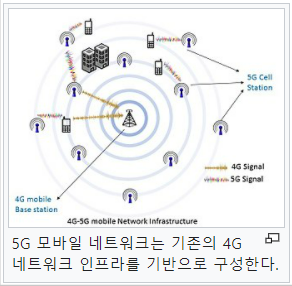 5G Cell
Station
4G Signal
5G Signal
4G mobile
Base station
4G-5G mobile Network Infrastructure
5G 모바일 네트워크는 기존의 4G
네트워크 인프라를 기반으로 구성한다.